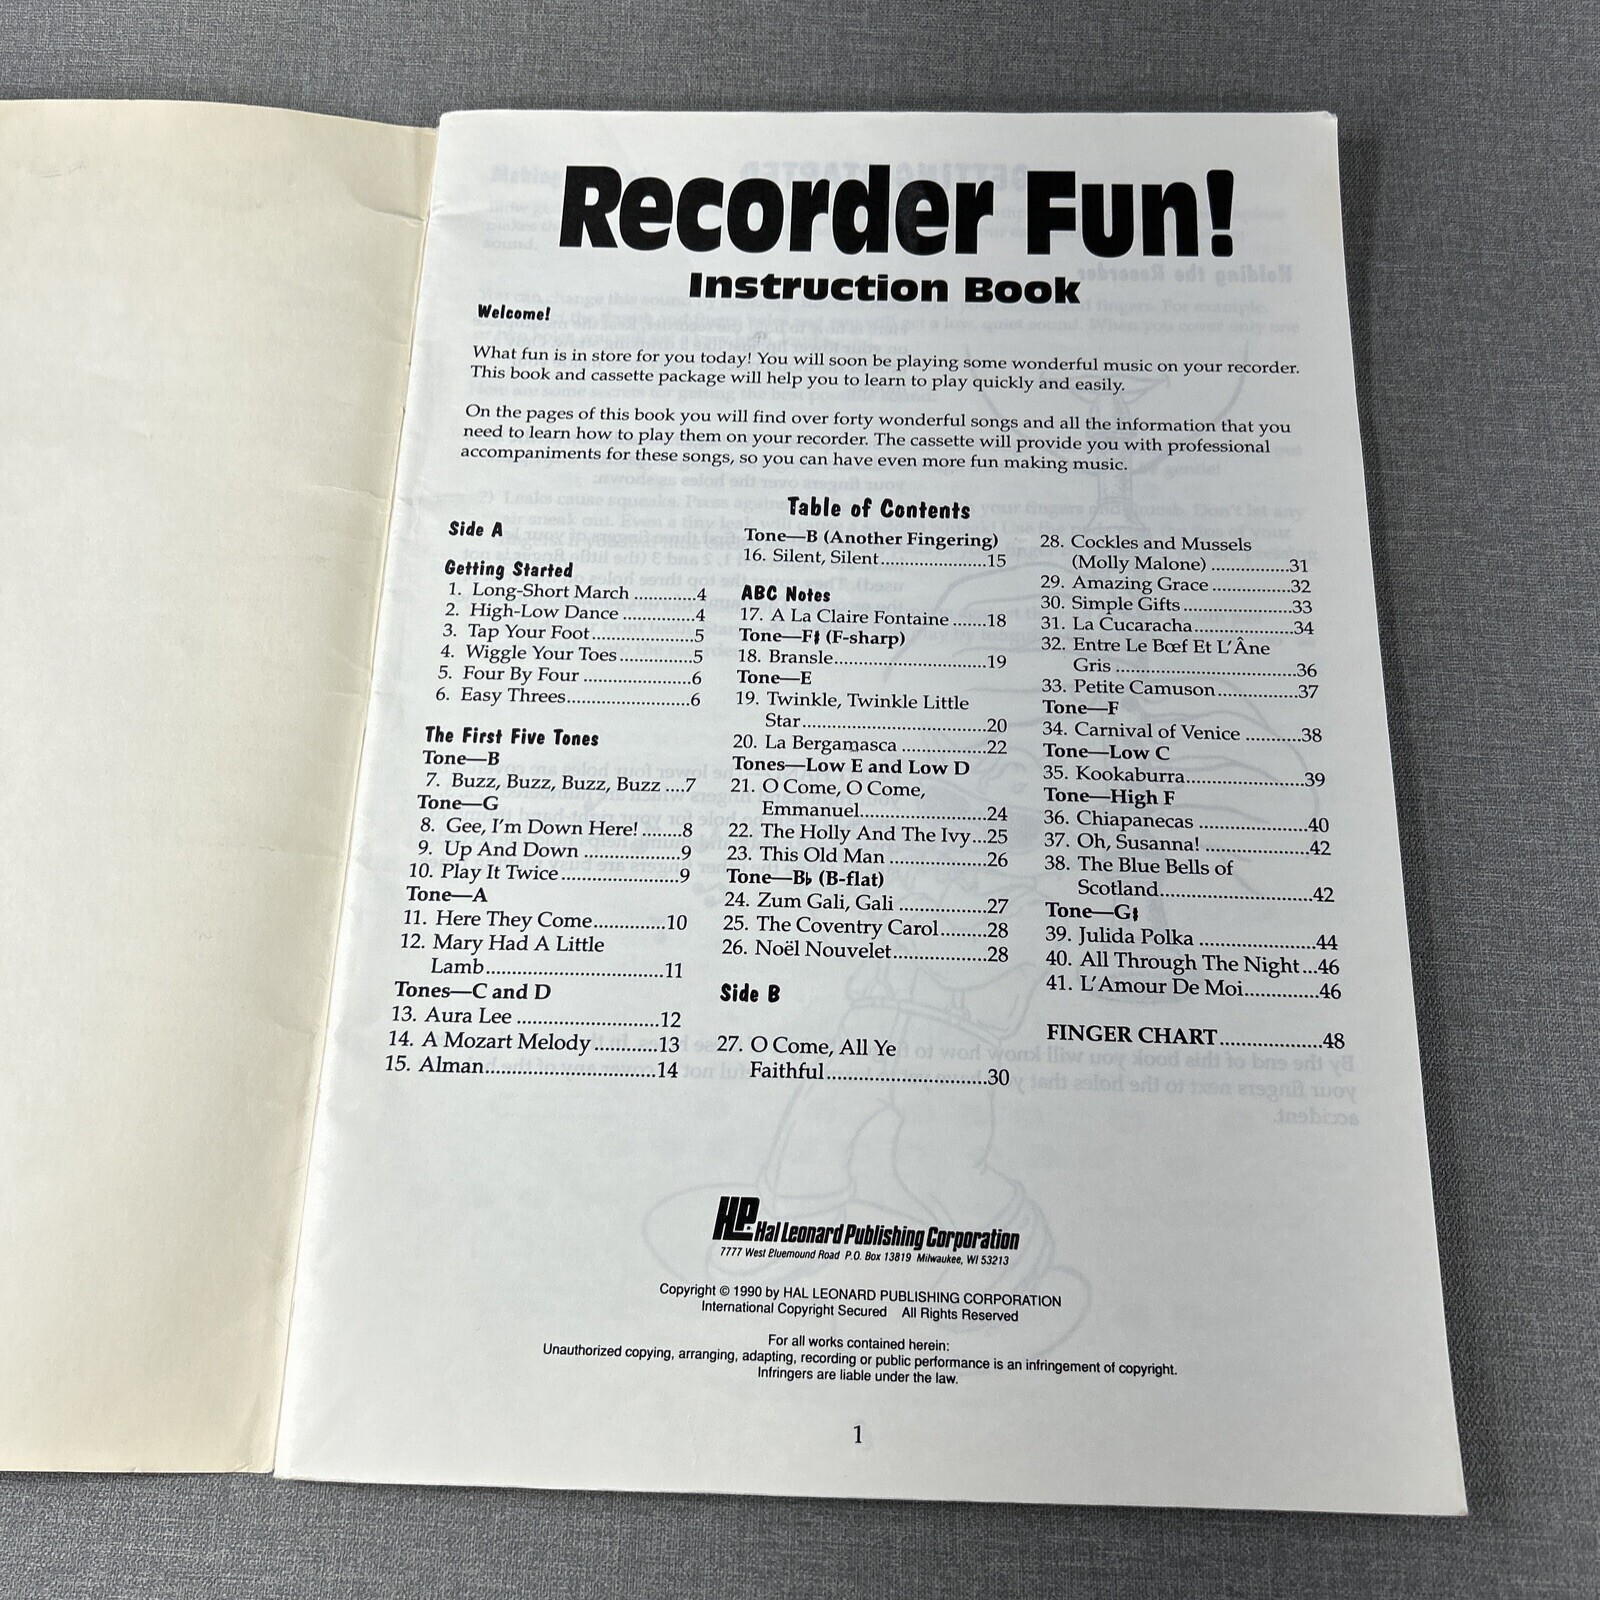 Recorder Fun!
Instruction Book
Welcome!
What fun is in store for you today! You will soon be playing some wonderful music on your recorder.
This book and cassette package will help you to learn to play quickly and easily.
On the pages of this book you will find over forty wonderful songs and all the information that you
need to learn how to play them on your recorder. The cassette will provide you with professional
accompaniments for these songs, so you can have even more fun making music.
Table of Contents
Side A
Getting Started
1. Long-Short March ............4
2. High-Low Dance ..............4
3. Tap Your Foot....................5
4. Wiggle Your Toes..............5
5. Four By Four .....................6
6. Easy Threes........................6
The First Five Tones
Tone—B
7. Buzz, Buzz, Buzz, Buzz ....7
Tone—G
8. Gee, I'm Down Here! .......8
9. Up And Down ..................9
10. Play It Twice ......................9
Tone—A
11. Here They Come..............10
12. Mary Had A Little
Lamb..................................11
Tones—C and D
13. Aura Lee ...........................12
14. A Mozart Melody ............13
15. Alman................................14
Tone—B (Another Fingering)
16. Silent, Silent.....................15
ABC Notes
17. A La Claire Fontaine .......18
Tone—F♯ (F-sharp)
18. Bransle..............................19
Tone—E
19. Twinkle, Twinkle Little
Star.......................................20
20. La Bergamasca .................22
Tones—Low E and Low D
21. O Come, O Come,
Emmanuel........................24
22. The Holly And The Ivy...25
23. This Old Man ...................26
Tone—B♭ (B-flat)
24. Zum Gali, Gali .................27
25. The Coventry Carol.........28
26. Noël Nouvelet..................28
Side B
27. O Come, All Ye
Faithful..............................30
28. Cockles and Mussels
(Molly Malone) ...............31
29. Amazing Grace ...............32
30. Simple Gifts.....................33
31. La Cucaracha...................34
32. Entre Le Bœf Et L'Âne
Gris ...................................36
33. Petite Camuson...............37
Tone—F
34. Carnival of Venice ..........38
Tone—Low C
35. Kookaburra......................39
Tone—High F
36. Chiapanecas ....................40
37. Oh, Susanna! ...................42
38. The Blue Bells of
Scotland............................42
Tone—G♯
39. Julida Polka .....................44
40. All Through The Night...46
41. L'Amour De Moi..............46
FINGER CHART....................48
HP. Hal Leonard Publishing Corporation
7777 West Bluemound Road P.O. Box 13819 Milwaukee, WI 53213
Copyright © 1990 by HAL LEONARD PUBLISHING CORPORATION
International Copyright Secured All Rights Reserved
For all works contained herein:
Unauthorized copying, arranging, adapting, recording or public performance is an infringement of copyright.
Infringers are liable under the law.
1